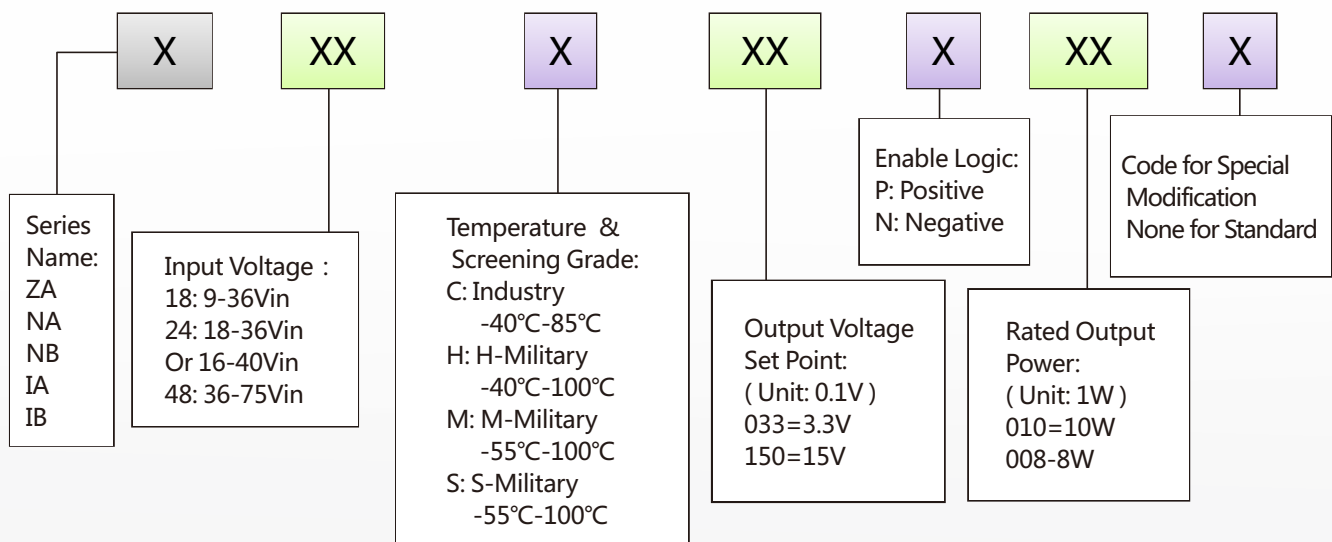 X
XX
X
XX
X
XX
X
Series
Name:
ZA
NA
NB
IA
IB
Input Voltage :
18: 9-36Vin
24: 18-36Vin
Or 16-40Vin
48: 36-75Vin
Temperature &
Screening Grade:
C: Industry
-40℃-85℃
H: H-Military
-40℃-100℃
M: M-Military
-55℃-100℃
S: S-Military
-55℃-100℃
Output Voltage
Set Point:
( Unit: 0.1V )
033=3.3V
150=15V
Enable Logic:
P: Positive
N: Negative
Rated Output
Power:
( Unit: 1W )
010=10W
008-8W
Code for Special
Modification
None for Standard